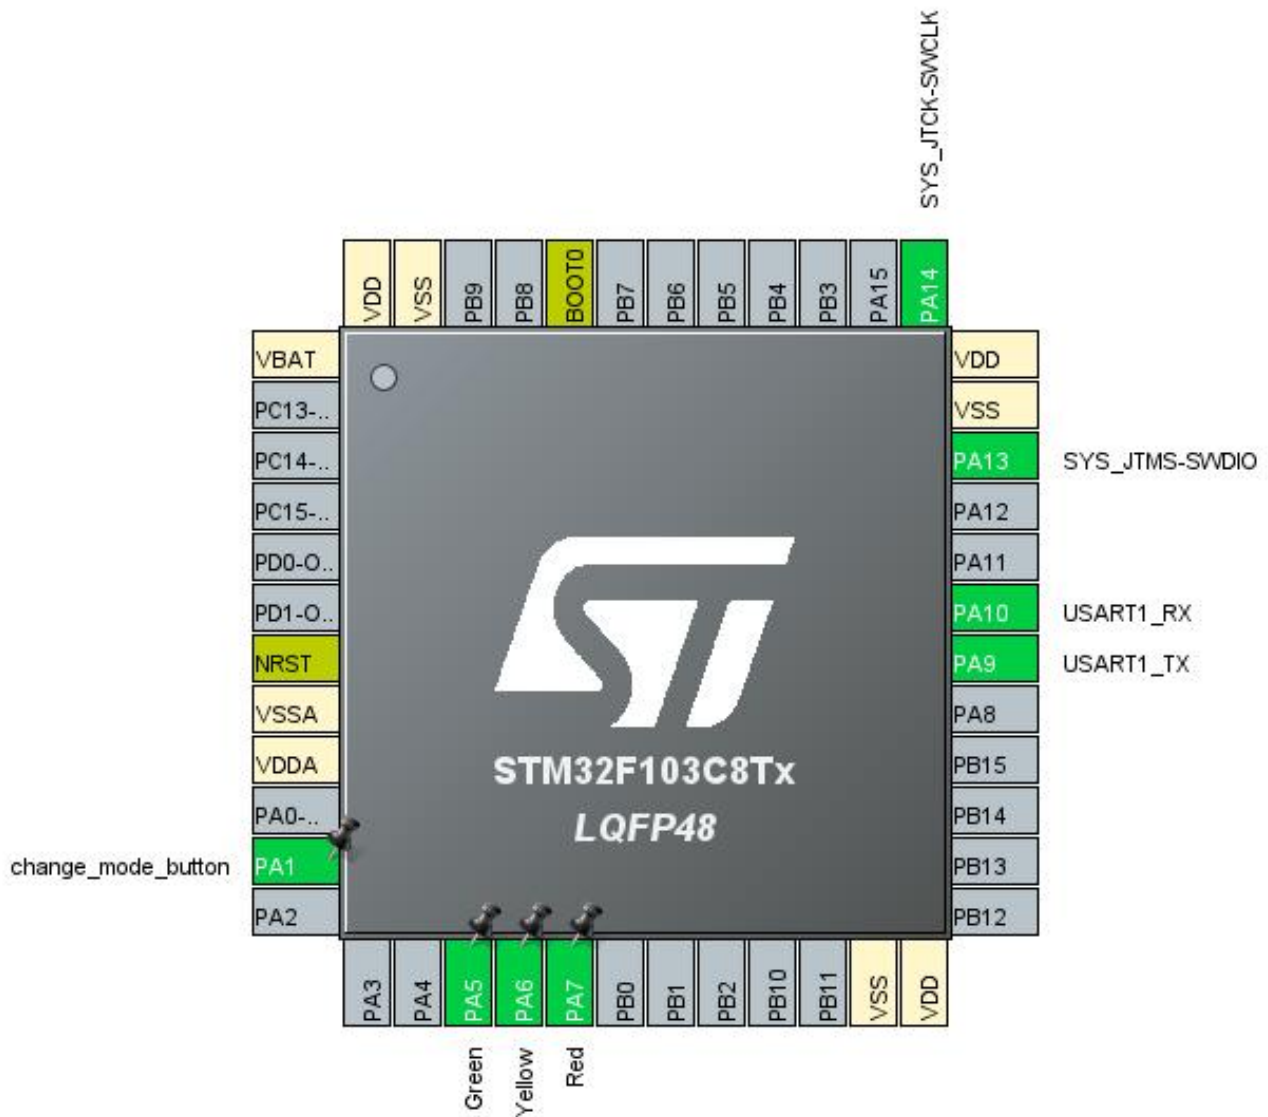 SYS_JTCK-SWCLK
VDD
VSS
PB9
PB8
BOOT0
PB7
PB6
PB5
PB4
PB3
PA15
PA14
VBAT
PC13-..
PC14-..
PC15-..
PD0-O..
PD1-O..
NRST
VSSA
VDDA
PA0-..
change_mode_button
PA1
PA2
ST
STM32F103C8Tx
LQFP48
VDD
VSS
PA13
SYS_JTMS-SWDIO
PA12
PA11
PA10
USART1_RX
PA9
USART1_TX
PA8
PB15
PB14
PB13
PB12
PA3
PA4
PA5
PA6
PA7
PB0
PB1
PB2
PB10
PB11
VSS
VDD
Green
Yellow
Red